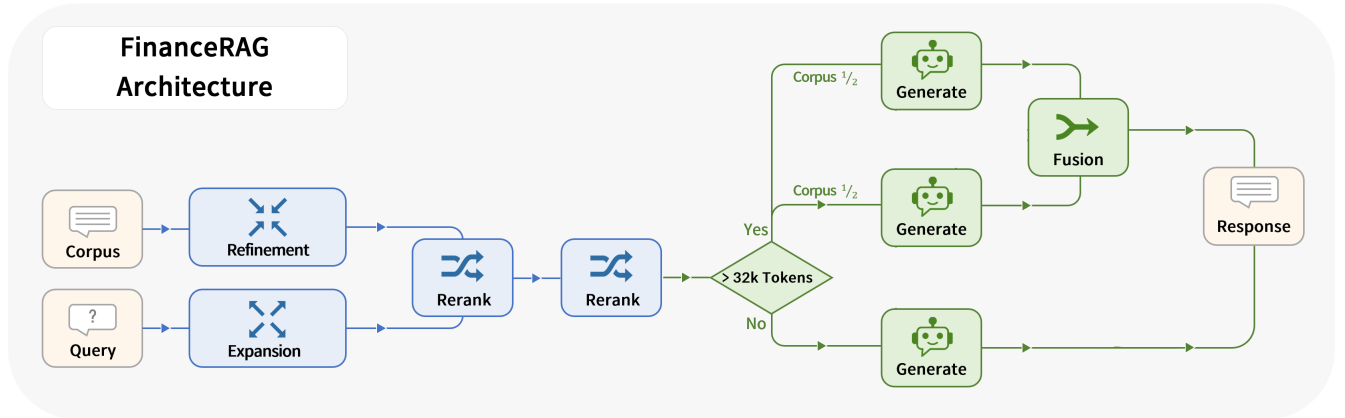 FinanceRAG
Architecture
Corpus
Refinement
Query
?
Expansion
Rerank
Rerank
> 32k Tokens
Yes
No
Corpus ½
Corpus ½
Generate
Generate
Generate
Fusion
Response